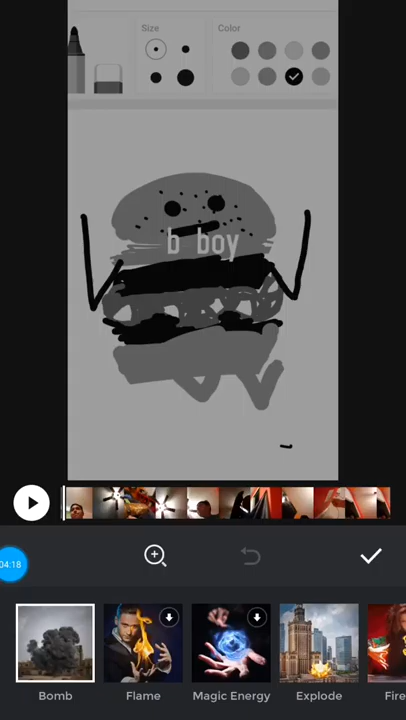 Size
Color
b boy
04:18
Bomb
Flame
Magic Energy
Explode
Fire